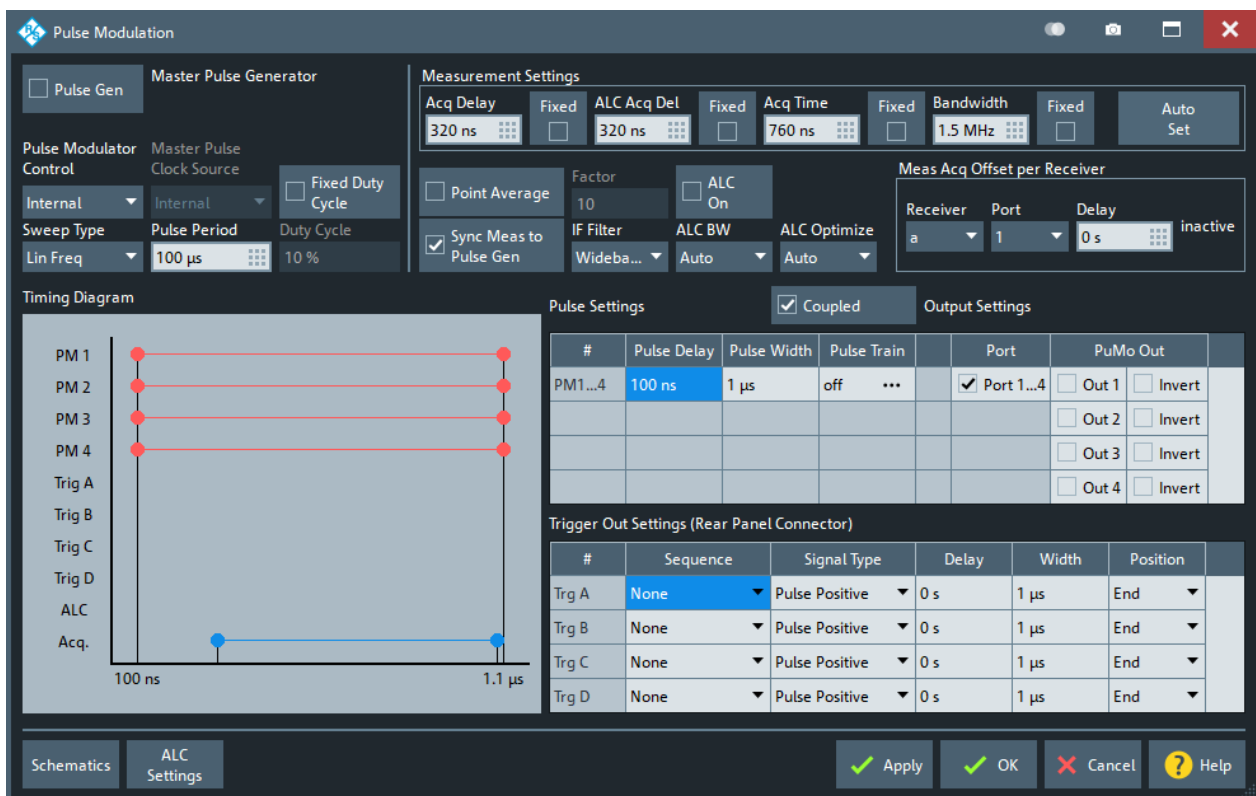 Pulse Modulation
Pulse Gen
Master Pulse Generator
Pulse Modulator Control
Master Pulse Clock Source
Internal
Internal
Fixed Duty Cycle
Sweep Type
Pulse Period
Duty Cycle
Lin Freq
100 µs
10 %
Measurement Settings
Acq Delay
Fixed
ALC Acq Del
Fixed
Acq Time
Fixed
Bandwidth
Fixed
Auto Set
320 ns
320 ns
760 ns
1.5 MHz
Point Average
Factor
10
ALC On
Sync Meas to Pulse Gen
IF Filter
ALC BW
ALC Optimize
Wideba...
Auto
Auto
Meas Acq Offset per Receiver
Receiver
Port
Delay
a
1
0 s
inactive
Timing Diagram
PM 1
PM 2
PM 3
PM 4
Trig A
Trig B
Trig C
Trig D
ALC
Acq.
100 ns
1.1 µs
Pulse Settings
Coupled
Output Settings
# Pulse Delay Pulse Width Pulse Train Port PuMo Out
PM1...4 100 ns 1 µs off ••• Port 1...4 Out 1 Invert
Out 2 Invert
Out 3 Invert
Out 4 Invert
Trigger Out Settings (Rear Panel Connector)
# Sequence Signal Type Delay Width Position
Trg A None Pulse Positive 0 s 1 µs End
Trg B None Pulse Positive 0 s 1 µs End
Trg C None Pulse Positive 0 s 1 µs End
Trg D None Pulse Positive 0 s 1 µs End
Schematics
ALC Settings
Apply
OK
Cancel
? Help